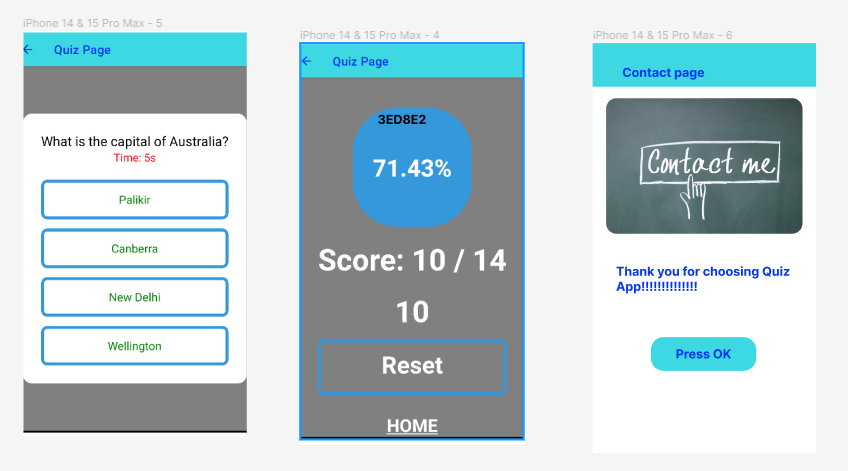 iPhone 14 & 15 Pro Max - 5
Quiz Page
What is the capital of Australia?
Time: 5s
Palikir
Canberra
New Delhi
Wellington
iPhone 14 & 15 Pro Max - 4
Quiz Page
3ED8E2
71.43%
Score: 10 / 14
10
Reset
HOME
iPhone 14 & 15 Pro Max - 6
Contact page
Contact me
Thank you for choosing Quiz
App!!!!!!!!!!!!!!
Press OK